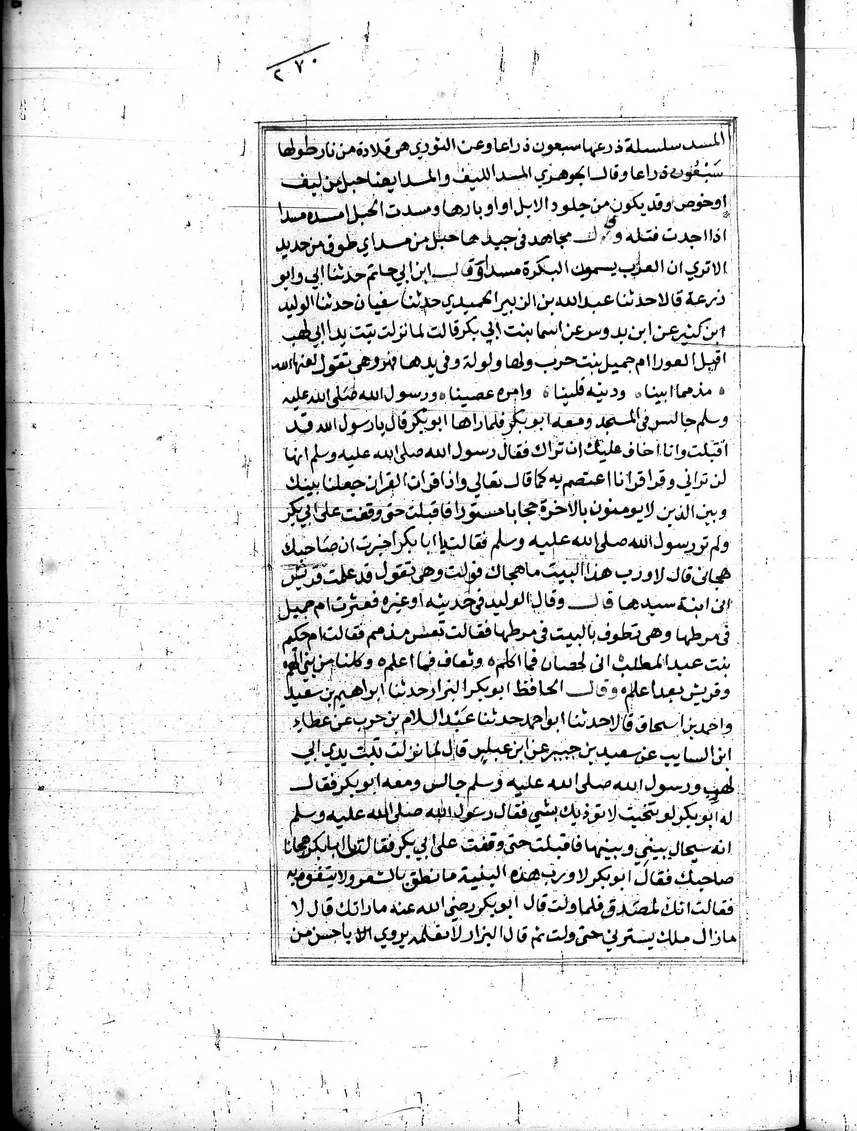 ٢٧٠
المسد سلسلة ذرعها سبعون ذراعا وعن الثوري هي قلادة من نار طولها
سَبْعُون ذراعا وقال الجوهري المسد الليف والمسد ايضا حبل من ليف
او خوص وقد يكون من جلود الابل او اوبارها ومسدت الحبل امسده مسدا
اذا اجدت فتله وقال مجاهد في جيدها حبل من مسد اي طوق من حديد
الا تري ان العرب يسمون البكرة مسدا وقال ابن ابي حاتم حدثنا ابي وابو
زرعة قالا حدثنا عبد الله بن الزبير الحميدي حدثنا سفيان حدثنا الوليد
ابن كثير عن ابن بدوس عن اسما بنت ابي بكر قالت لما نزلت تبت يدا ابي لهب
اقبل العورا ام جميل بنت حرب ولها ولولة وفي يدها فهر وهي تقول لعنها الله
مذمما ابينا ودينه قلينا وامره عصينا ورسول الله صلى الله عليه
وسلم جالس في المسجد ومعه ابو بكر فلما راها ابو بكر قال يا رسول الله قد
اقبلت وانا اخاف عليك ان تراك فقال رسول الله صلى الله عليه وسلم انها
لن تراني وقرا قرانا اعتصم به كما قال تعالي واذا قرات القران جعلنا بينك
وبين الذين لا يومنون بالاخرة حجابا مستورا فاقبلت حتى وقفت على ابي بكر
ولم تر رسول الله صلى الله عليه وسلم فقالت يا ابا بكر اخبرت ان صاحبك
هجاني قال لا ورب هذا البيت ما هجاك فولت وهي تقول قد علمت قريش
اني ابنة سيدها قال وقال الوليد في حديثه او غيره فعثرت ام جميل
في مرطها وهي تطوف بالبيت في مرطها فقالت تعس مذمم فقالت ام حكيم
بنت عبد المطلب اني لحصان فما اكلم وثقاف فما اعلم وكلنا من بني العم
وقريش بعد اعلم وقال الحافظ ابو بكر البزار حدثنا ابراهيم بن سعيد
واحمد بن اسحاق قالا حدثنا ابو احمد حدثنا عبد السلام بن حرب عن عطاء
ابن السايب عن سعيد بن جبير عن ابن عباس قال لما نزلت تبت يدي ابي
لهب ورسول الله صلى الله عليه وسلم جالس ومعه ابو بكر فقال
له ابو بكر لو تنحيت لا توذيك بشي فقال رسول الله صلى الله عليه وسلم
انه سيحال بيني وبينها فاقبلت حتى وقفت على ابي بكر فقالت يا ابا بكر هجانا
صاحبك فقال ابو بكر لا ورب هذه البنية ما نطق بالشعر ولا يتفوه به
فقالت انك لمصدق فلما ولت قال ابو بكر رضي الله عنه ما راتك قال لا
ما زال ملك يسترني حتى ولت ثم قال البزار لا نعلمه يروي الا باحسن من